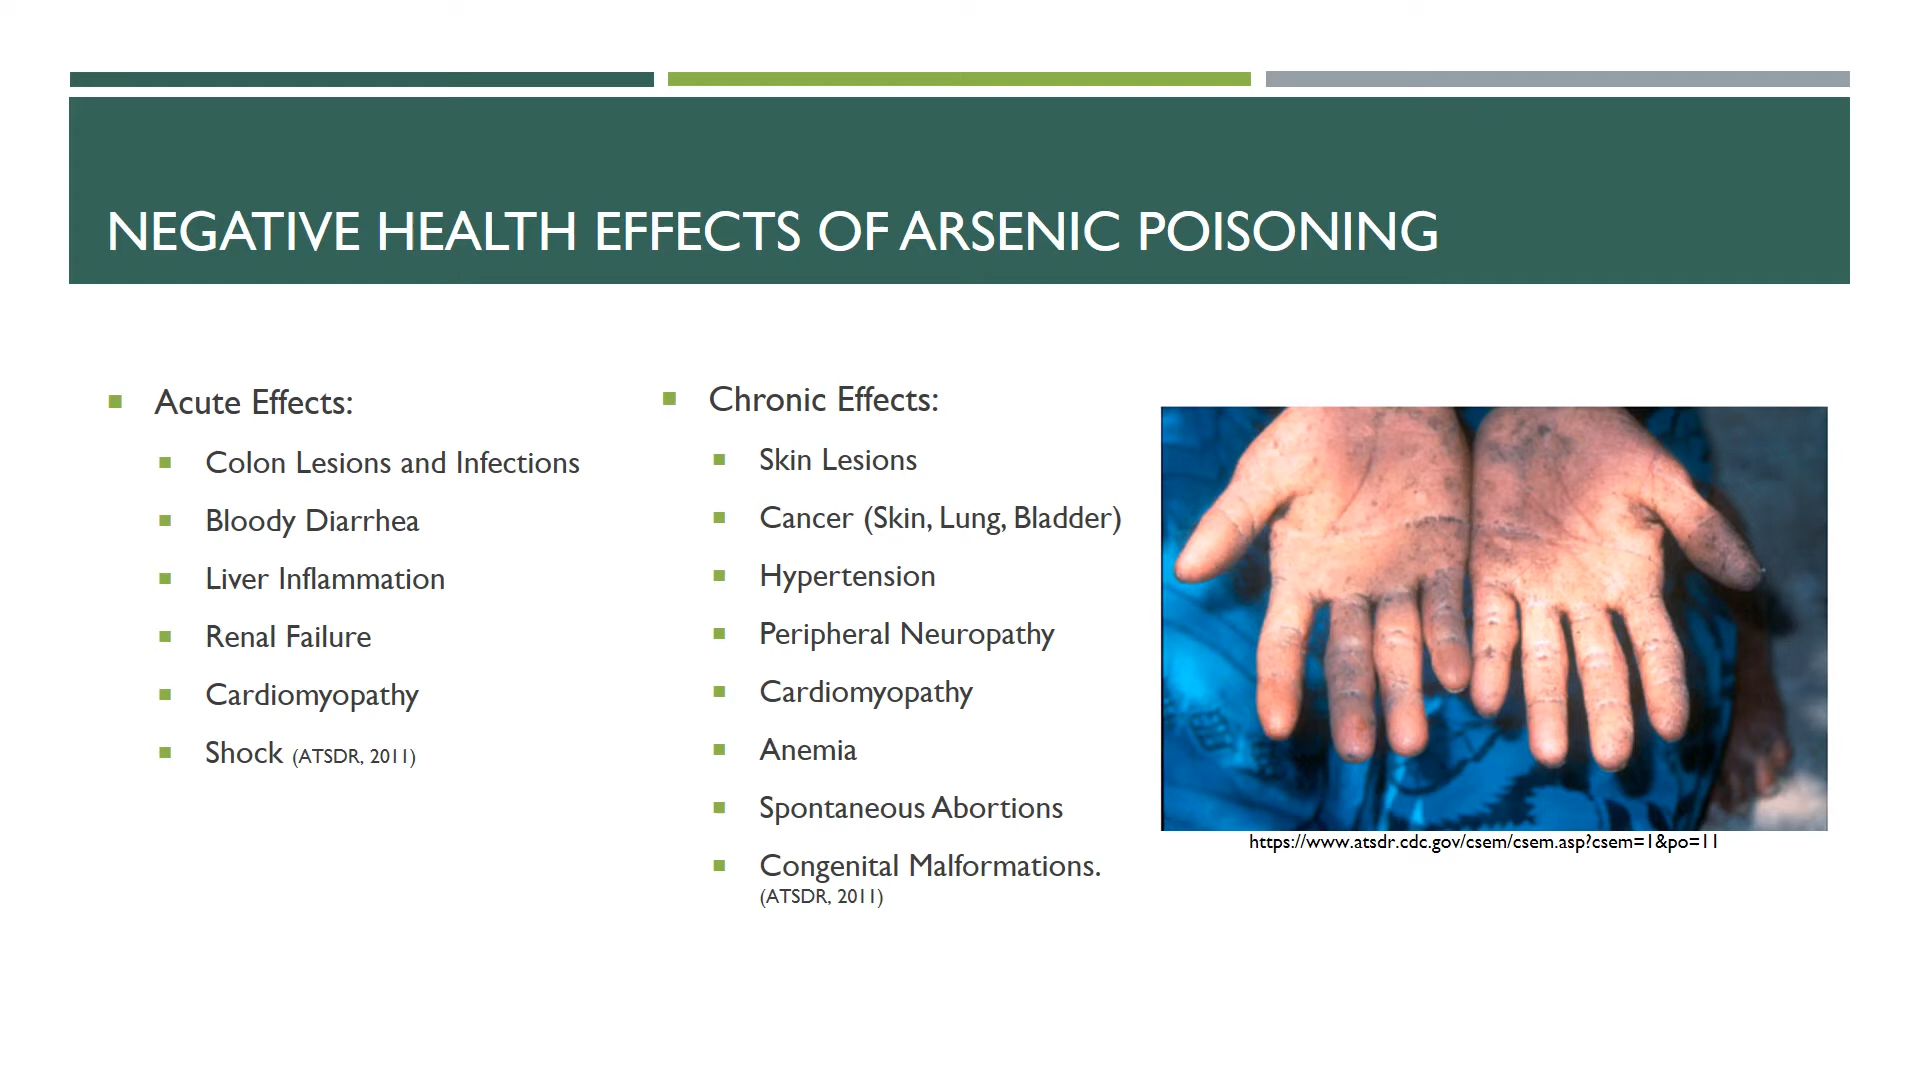 NEGATIVE HEALTH EFFECTS OF ARSENIC POISONING
Acute Effects:
Colon Lesions and Infections
Bloody Diarrhea
Liver Inflammation
Renal Failure
Cardiomyopathy
Shock (ATSDR, 2011)
Chronic Effects:
Skin Lesions
Cancer (Skin, Lung, Bladder)
Hypertension
Peripheral Neuropathy
Cardiomyopathy
Anemia
Spontaneous Abortions
Congenital Malformations.
(ATSDR, 2011)
https://www.atsdr.cdc.gov/csem/csem.asp?csem=1&po=11